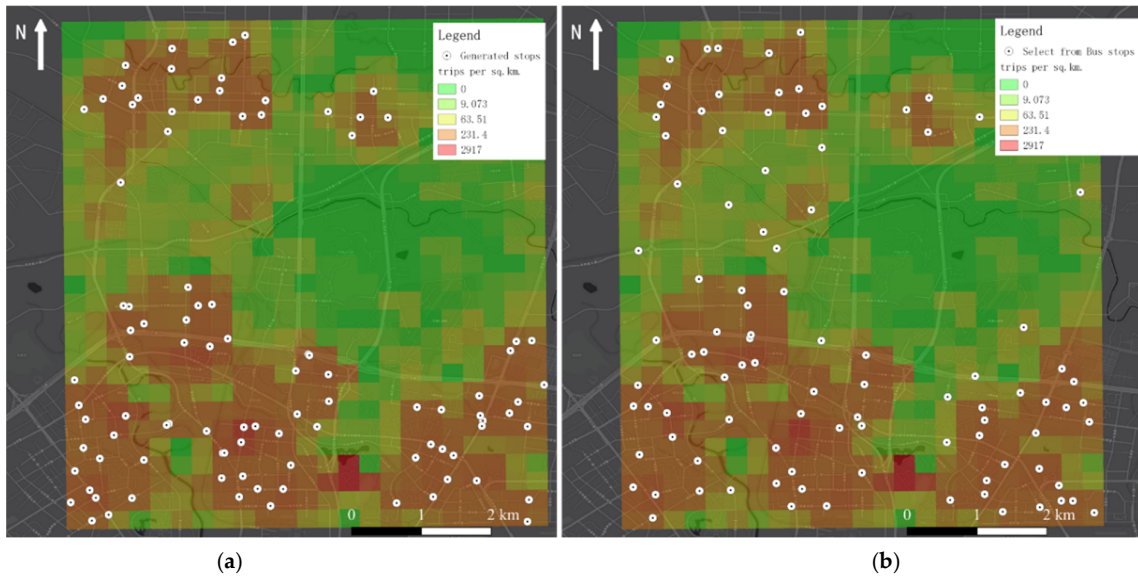 N
Legend
Generated stops
trips per sq.km.
0
9.073
63.51
231.4
2917
0 1 2 km
(a)
N
Legend
Select from Bus stops
trips per sq.km.
0
9.073
63.51
231.4
2917
0 1 2 km
(b)